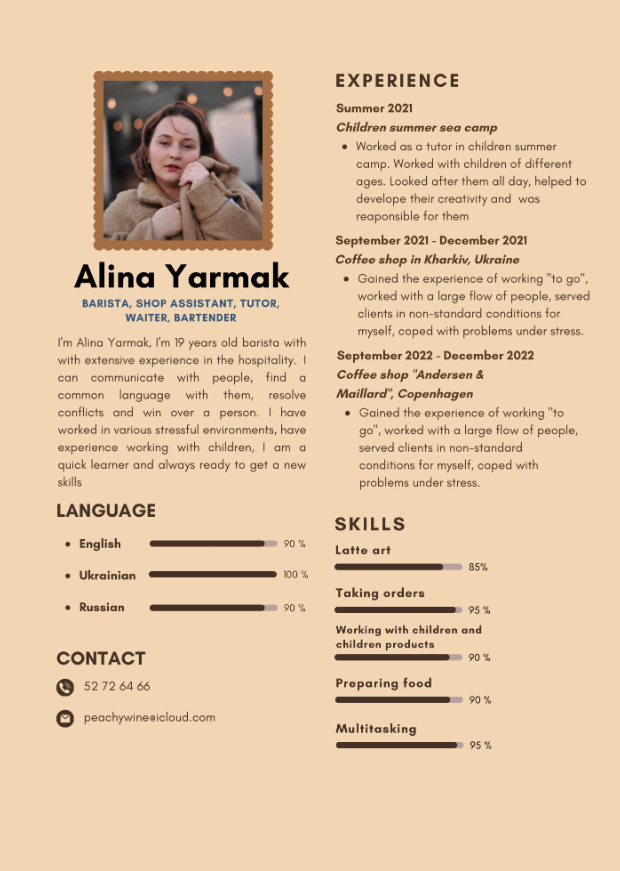 Alina Yarmak
BARISTA, SHOP ASSISTANT, TUTOR,
WAITER, BARTENDER
I'm Alina Yarmak, I'm 19 years old barista with
with extensive experience in the hospitality. I
can communicate with people, find a
common language with them, resolve
conflicts and win over a person. I have
worked in various stressful environments, have
experience working with children, I am a
quick learner and always ready to get a new
skills
LANGUAGE
• English 90 %
• Ukrainian 100 %
• Russian 90 %
CONTACT
52 72 64 66
peachywine@icloud.com
EXPERIENCE
Summer 2021
Children summer sea camp
• Worked as a tutor in children summer
camp. Worked with children of different
ages. Looked after them all day, helped to
develope their creativity and was
reaponsible for them
September 2021 - December 2021
Coffee shop in Kharkiv, Ukraine
• Gained the experience of working "to go",
worked with a large flow of people, served
clients in non-standard conditions for
myself, coped with problems under stress.
September 2022 - December 2022
Coffee shop "Andersen &
Maillard", Copenhagen
• Gained the experience of working "to
go", worked with a large flow of people,
served clients in non-standard
conditions for myself, coped with
problems under stress.
SKILLS
Latte art
85%
Taking orders
95 %
Working with children and
children products
90 %
Preparing food
90 %
Multitasking
95 %